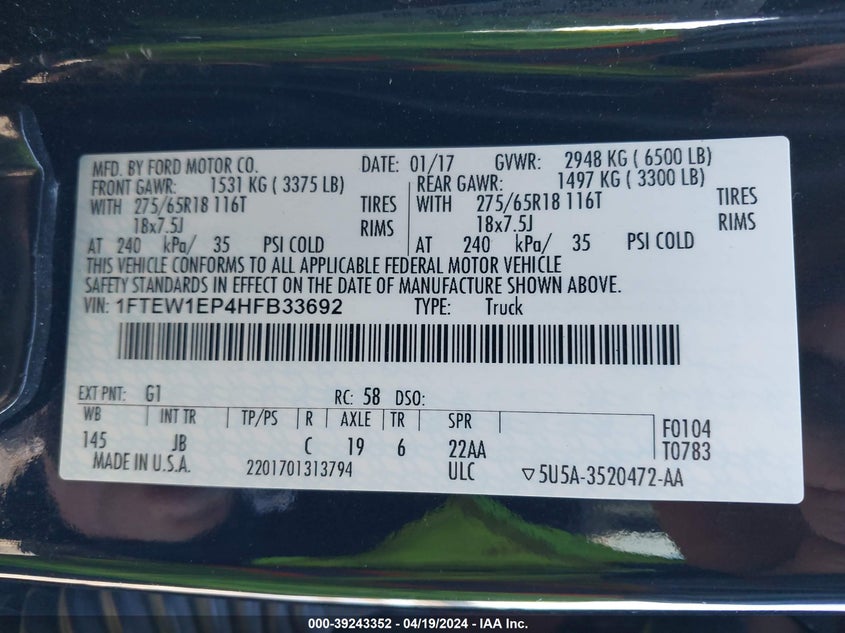 MFD. BY FORD MOTOR CO. DATE: 01/17 GVWR: 2948 KG ( 6500 LB)
FRONT GAWR: 1531 KG ( 3375 LB) REAR GAWR: 1497 KG ( 3300 LB)
WITH 275/65R18 116T TIRES WITH 275/65R18 116T TIRES
18x7.5J RIMS 18x7.5J RIMS
AT 240 kPa/ 35 PSI COLD AT 240 kPa/ 35 PSI COLD
THIS VEHICLE CONFORMS TO ALL APPLICABLE FEDERAL MOTOR VEHICLE
SAFETY STANDARDS IN EFFECT ON THE DATE OF MANUFACTURE SHOWN ABOVE.
VIN: 1FTEW1EP4HFB33692 TYPE: Truck
EXT PNT: G1 RC: 58 DSO:
WB INT TR TP/PS R AXLE TR SPR F0104
145 JB C 19 6 22AA T0783
MADE IN U.S.A. 2201701313794 ULC ▽5U5A-3520472-AA
000-39243352 - 04/19/2024 - IAA Inc.